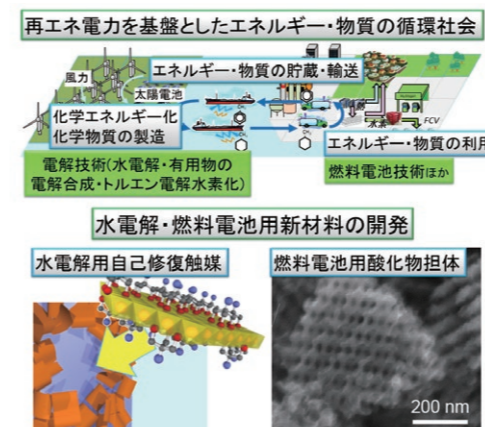 再エネ電力を基盤としたエネルギー・物質の循環社会
エネルギー・物質の貯蔵・輸送
風力
太陽電池
化学エネルギー化
化学物質の製造
水素
FCV
エネルギー・物質の利用
電解技術(水電解・有用物の
電解合成・トルエン電解水素化)
燃料電池技術ほか
水電解・燃料電池用新材料の開発
水電解用自己修復触媒
燃料電池用酸化物担体
200 nm